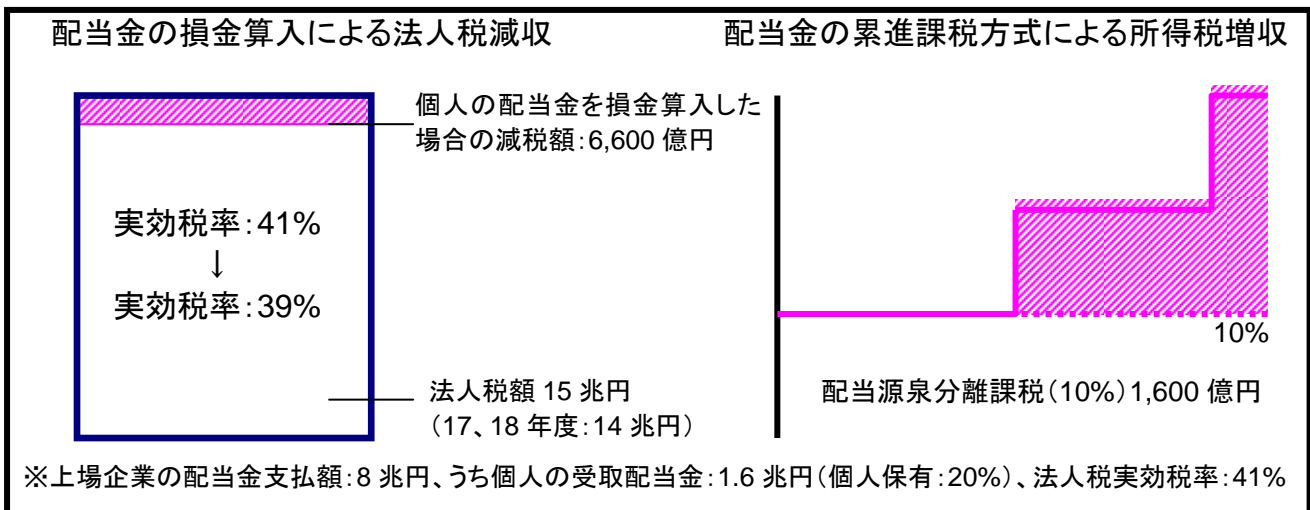 配当金の損金算入による法人税減収
配当金の累進課税方式による所得税増収
個人の配当金を損金算入した
場合の減税額:6,600 億円
実効税率:41%
↓
実効税率:39%
法人税額 15 兆円
(17、18 年度:14 兆円)
10%
配当源泉分離課税(10%)1,600 億円
※上場企業の配当金支払額:8 兆円、うち個人の受取配当金:1.6 兆円(個人保有:20%)、法人税実効税率:41%